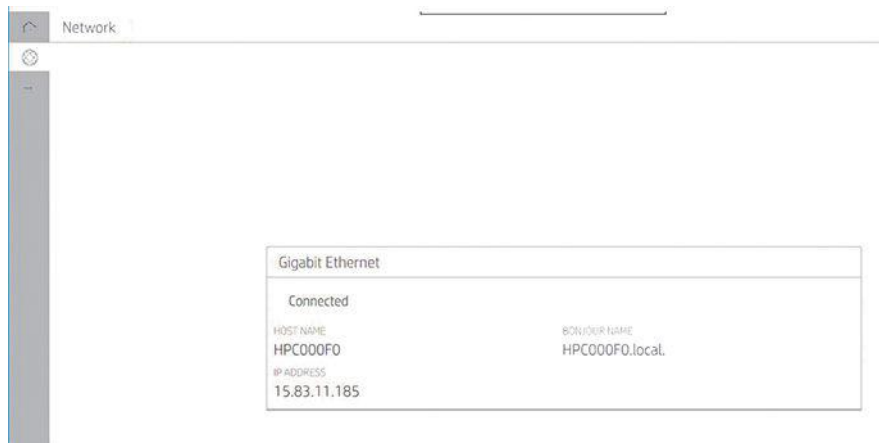 Network
Gigabit Ethernet
Connected
HOST NAME
BONJOUR NAME
HPC000F0
HPC000F0.local.
IP ADDRESS
15.83.11.185